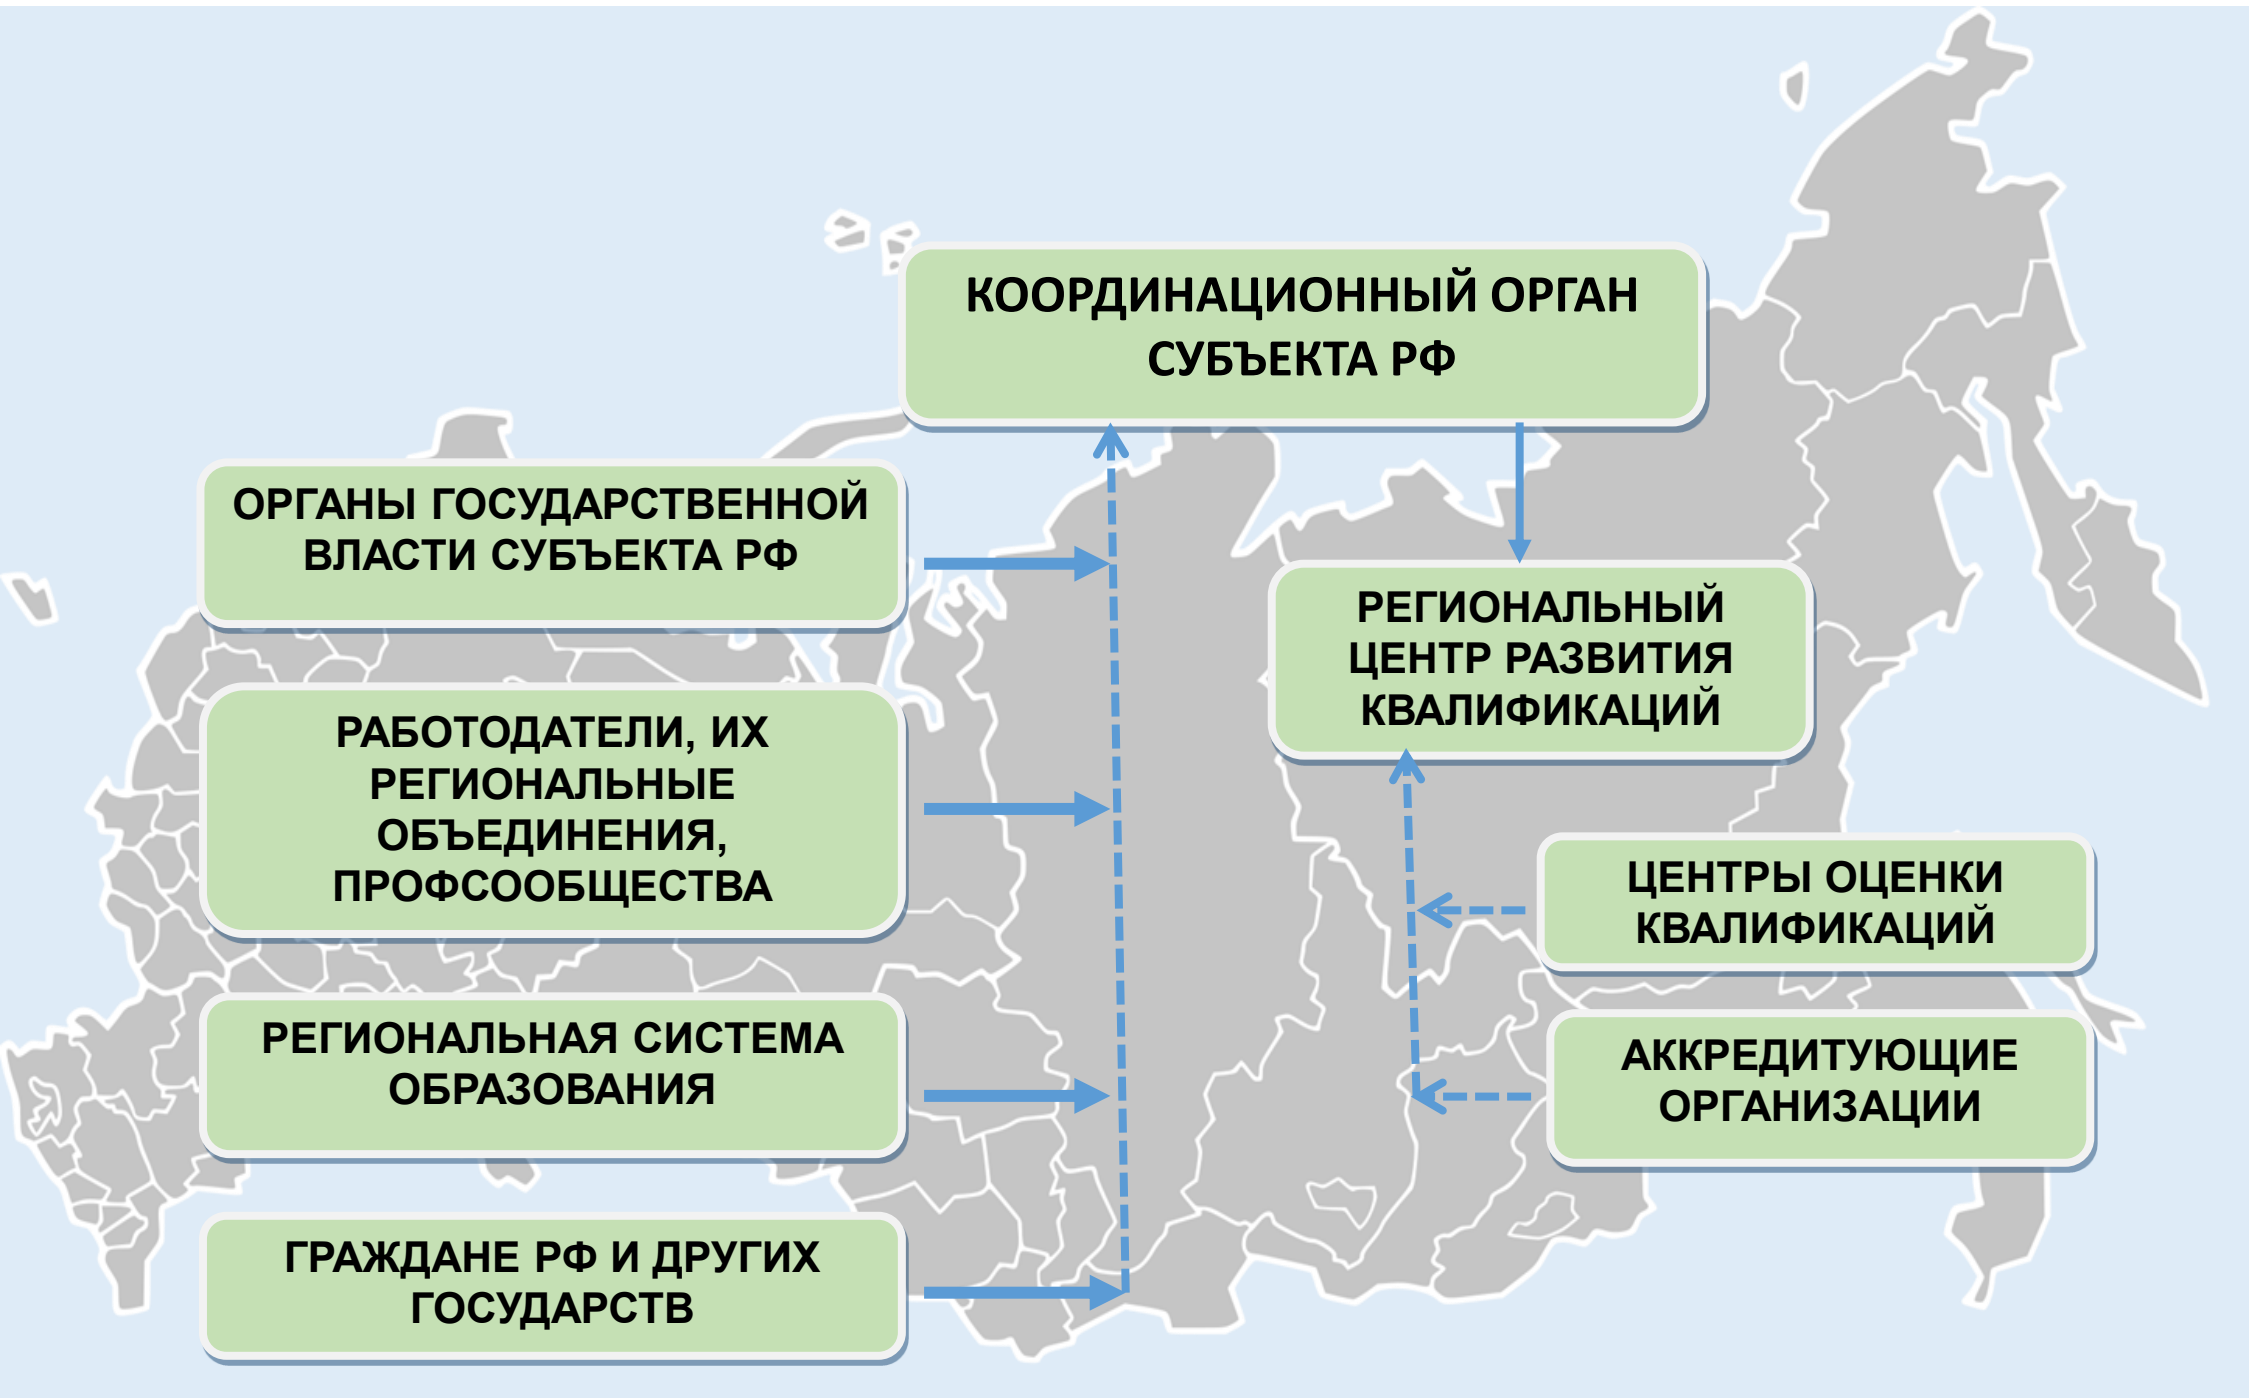 КООРДИНАЦИОННЫЙ ОРГАН
СУБЪЕКТА РФ
ОРГАНЫ ГОСУДАРСТВЕННОЙ
ВЛАСТИ СУБЪЕКТА РФ
РАБОТОДАТЕЛИ, ИХ
РЕГИОНАЛЬНЫЕ
ОБЪЕДИНЕНИЯ,
ПРОФСООБЩЕСТВА
РЕГИОНАЛЬНАЯ СИСТЕМА
ОБРАЗОВАНИЯ
ГРАЖДАНЕ РФ И ДРУГИХ
ГОСУДАРСТВ
РЕГИОНАЛЬНЫЙ
ЦЕНТР РАЗВИТИЯ
КВАЛИФИКАЦИЙ
ЦЕНТРЫ ОЦЕНКИ
КВАЛИФИКАЦИЙ
АККРЕДИТУЮЩИЕ
ОРГАНИЗАЦИИ